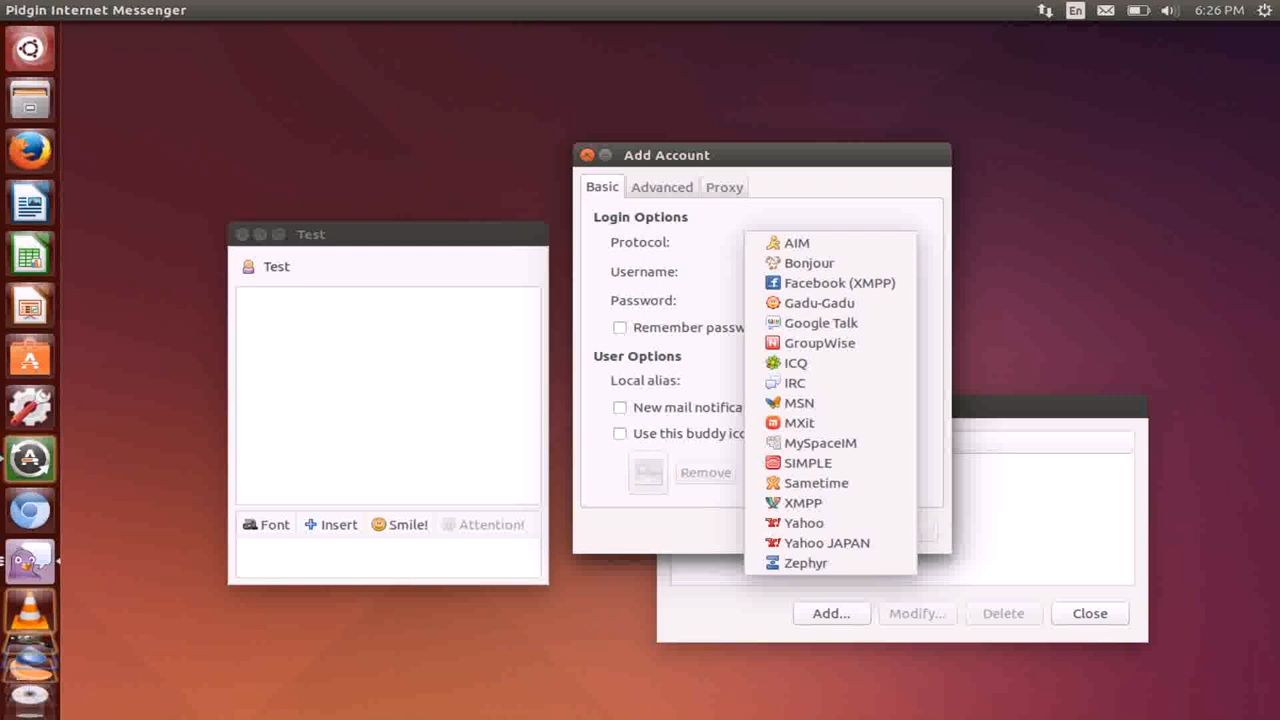 Pidgin Internet Messenger
En
6:26 PM
Add Account
Basic Advanced Proxy
Login Options
Protocol:
Username:
Password:
Remember passw
User Options
Local alias:
New mail notifica
Use this buddy ico
Remove
AIM
Bonjour
Facebook (XMPP)
Gadu-Gadu
Google Talk
GroupWise
ICQ
IRC
MSN
MXit
MySpaceIM
SIMPLE
Sametime
XMPP
Yahoo
Yahoo JAPAN
Zephyr
Test
Test
Font Insert Smile! Attention!
Add... Modify... Delete Close